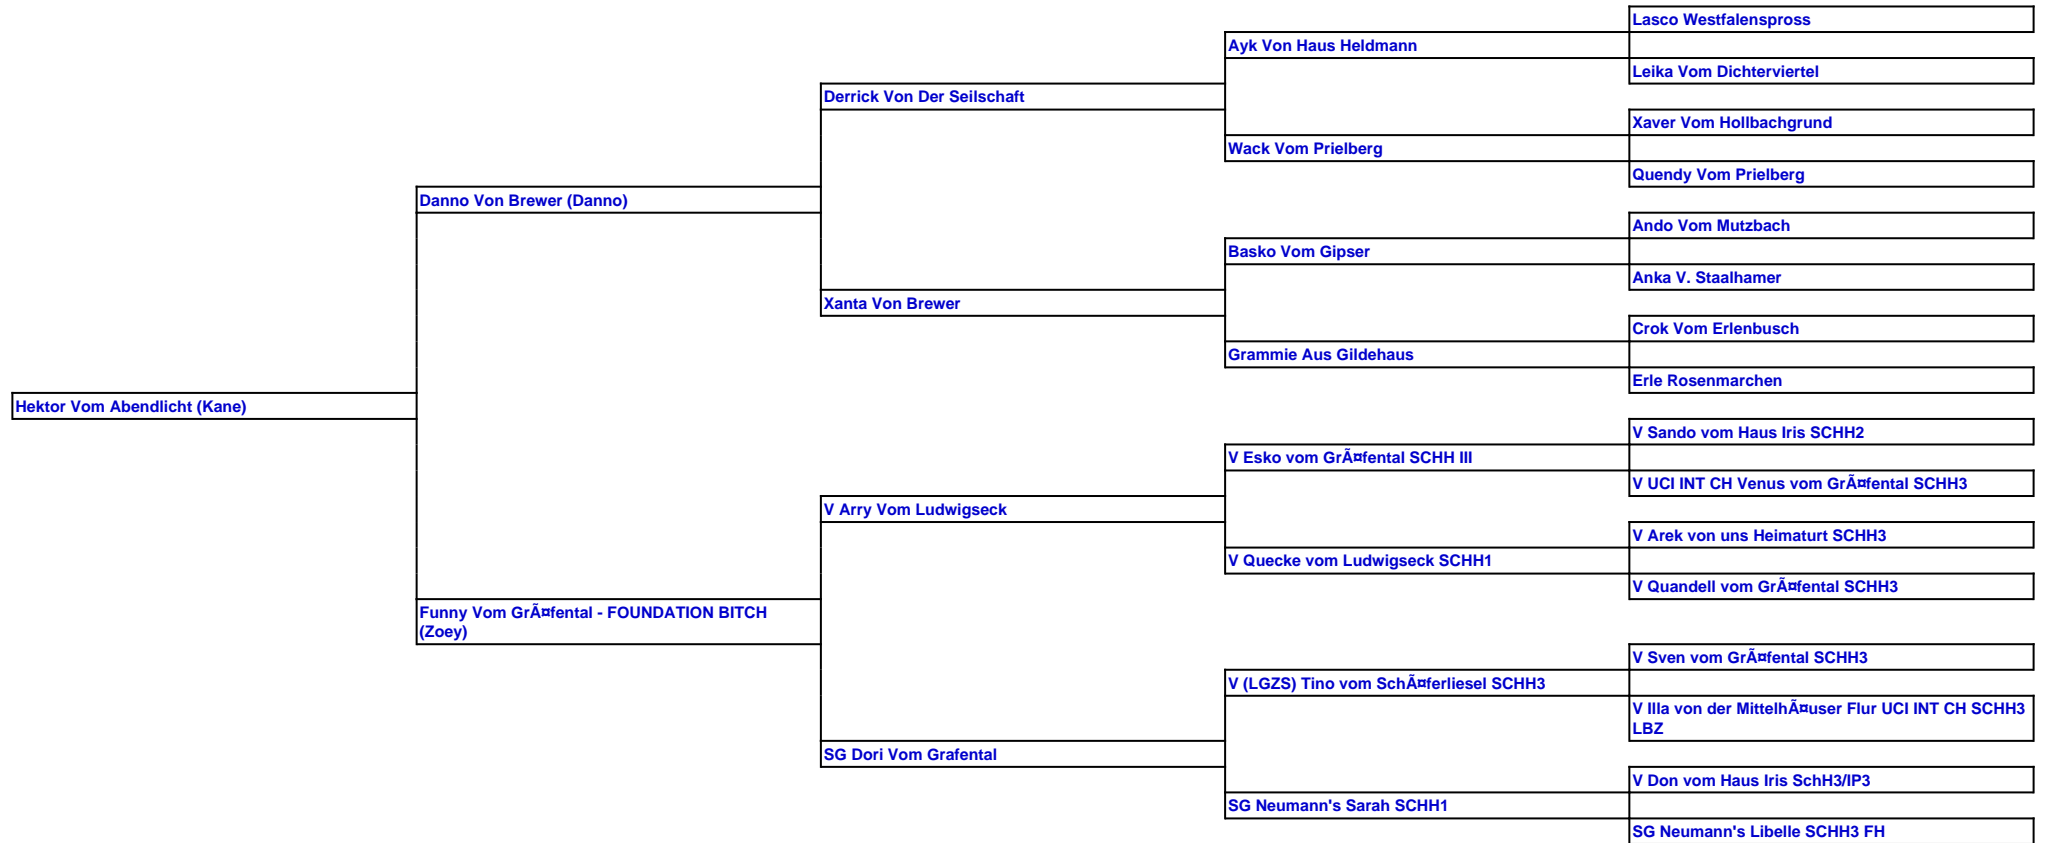 Lasco Westfalenspross
Ayk Von Haus Heldmann
Leika Vom Dichterviertel
Derrick Von Der Seilschaft
Xaver Vom Hollbachgrund
Wack Vom Prielberg
Quendy Vom Prielberg
Danno Von Brewer (Danno)
Ando Vom Mutzbach
Basko Vom Gipser
Anka V. Staalhamer
Xanta Von Brewer
Crok Vom Erlenbusch
Grammie Aus Gildehaus
Erle Rosenmarchen
Hektor Vom Abendlicht (Kane)
V Sando vom Haus Iris SCHH2
V Esko vom GrÃ¤fental SCHH III
V UCI INT CH Venus vom GrÃ¤fental SCHH3
V Arry Vom Ludwigseck
V Arek von uns Heimaturt SCHH3
V Quecke vom Ludwigseck SCHH1
V Quandell vom GrÃ¤fental SCHH3
Funny Vom GrÃ¤fental - FOUNDATION BITCH
(Zoey)
V Sven vom GrÃ¤fental SCHH3
V (LGZS) Tino vom SchÃ¤ferliesel SCHH3
V Illa von der MittelhÃ¤user Flur UCI INT CH SCHH3
LBZ
SG Dori Vom Grafental
V Don vom Haus Iris SchH3/IP3
SG Neumann's Sarah SCHH1
SG Neumann's Libelle SCHH3 FH